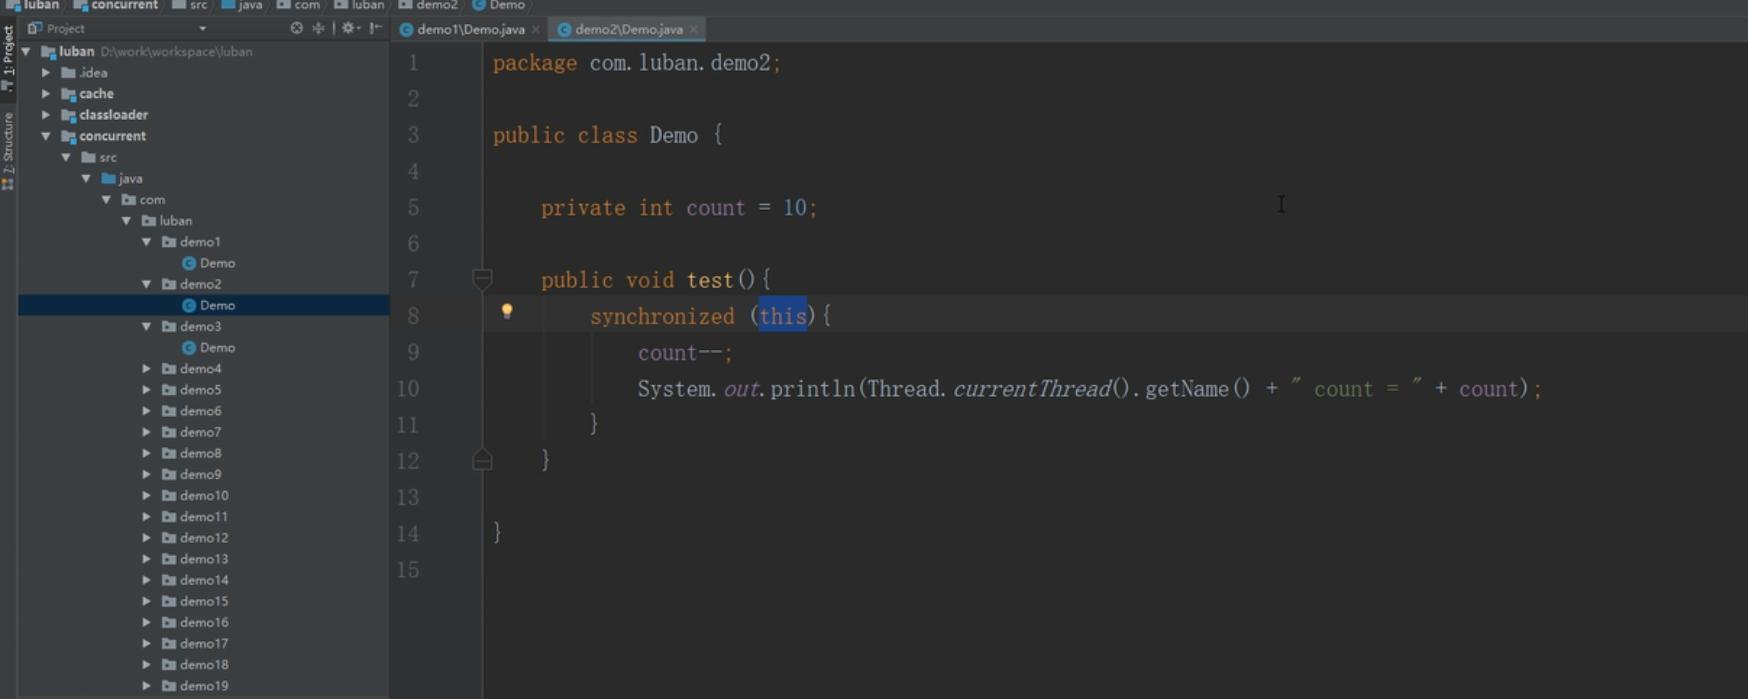 luban concurrent src java com luban demo2 Demo
Project
demo1\Demo.java
demo2\Demo.java
1: Project
7: Structure
luban D:\work\workspace\luban
.idea
cache
classloader
concurrent
src
java
com
luban
demo1
Demo
demo2
Demo
demo3
Demo
demo4
demo5
demo6
demo7
demo8
demo9
demo10
demo11
demo12
demo13
demo14
demo15
demo16
demo17
demo18
demo19
1 package com.luban.demo2;
2
3 public class Demo {
4
5 private int count = 10;
6
7 public void test(){
8 synchronized (this){
9 count--;
10 System.out.println(Thread.currentThread().getName() + " count = " + count);
11 }
12 }
13
14 }
15